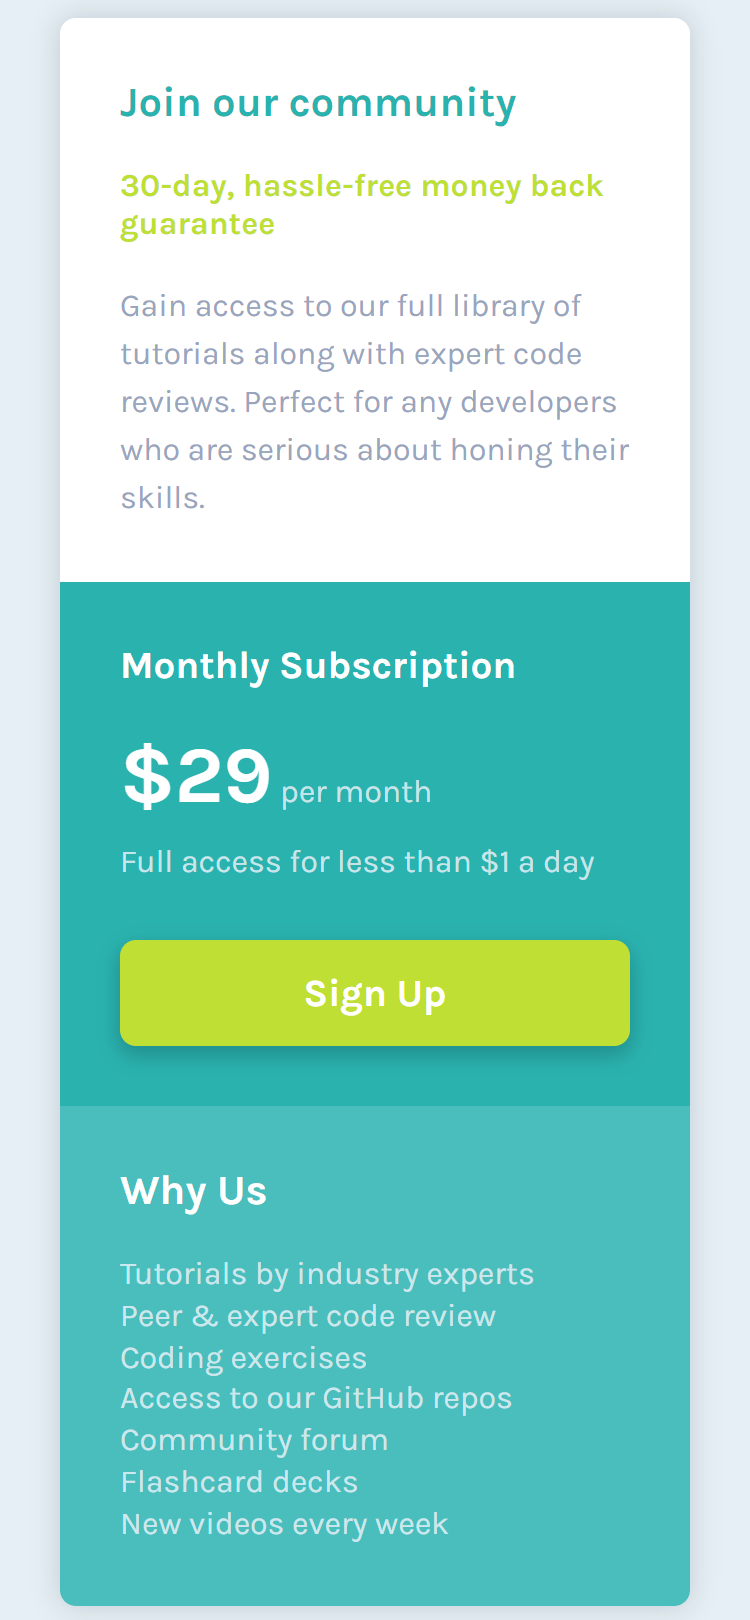 Join our community
30-day, hassle-free money back
guarantee
Gain access to our full library of
tutorials along with expert code
reviews. Perfect for any developers
who are serious about honing their
skills.
Monthly Subscription
$29 per month
Full access for less than $1 a day
Sign Up
Why Us
Tutorials by industry experts
Peer & expert code review
Coding exercises
Access to our GitHub repos
Community forum
Flashcard decks
New videos every week